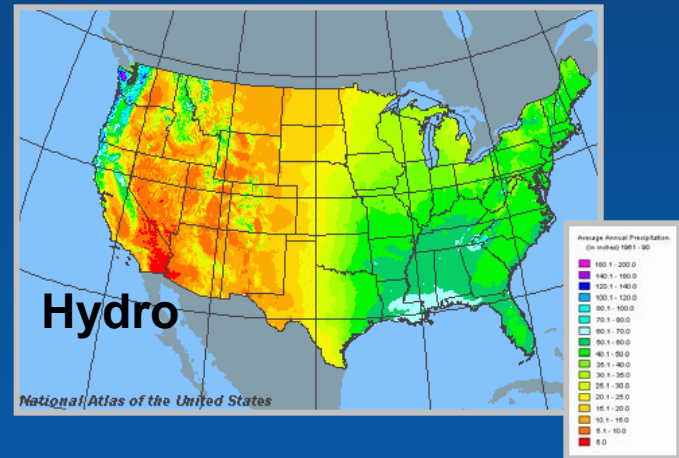 Hydro
National Atlas of the United States
Average Annual Precipitation
(in inches) 1961 - 90
180.1 - 200.0
140.1 - 180.0
120.1 - 140.0
100.1 - 120.0
80.1 - 100.0
70.1 - 80.0
60.1 - 70.0
50.1 - 60.0
40.1 - 50.0
35.1 - 40.0
30.1 - 35.0
25.1 - 30.0
20.1 - 25.0
15.1 - 20.0
10.1 - 15.0
5.1 - 10.0
5.0